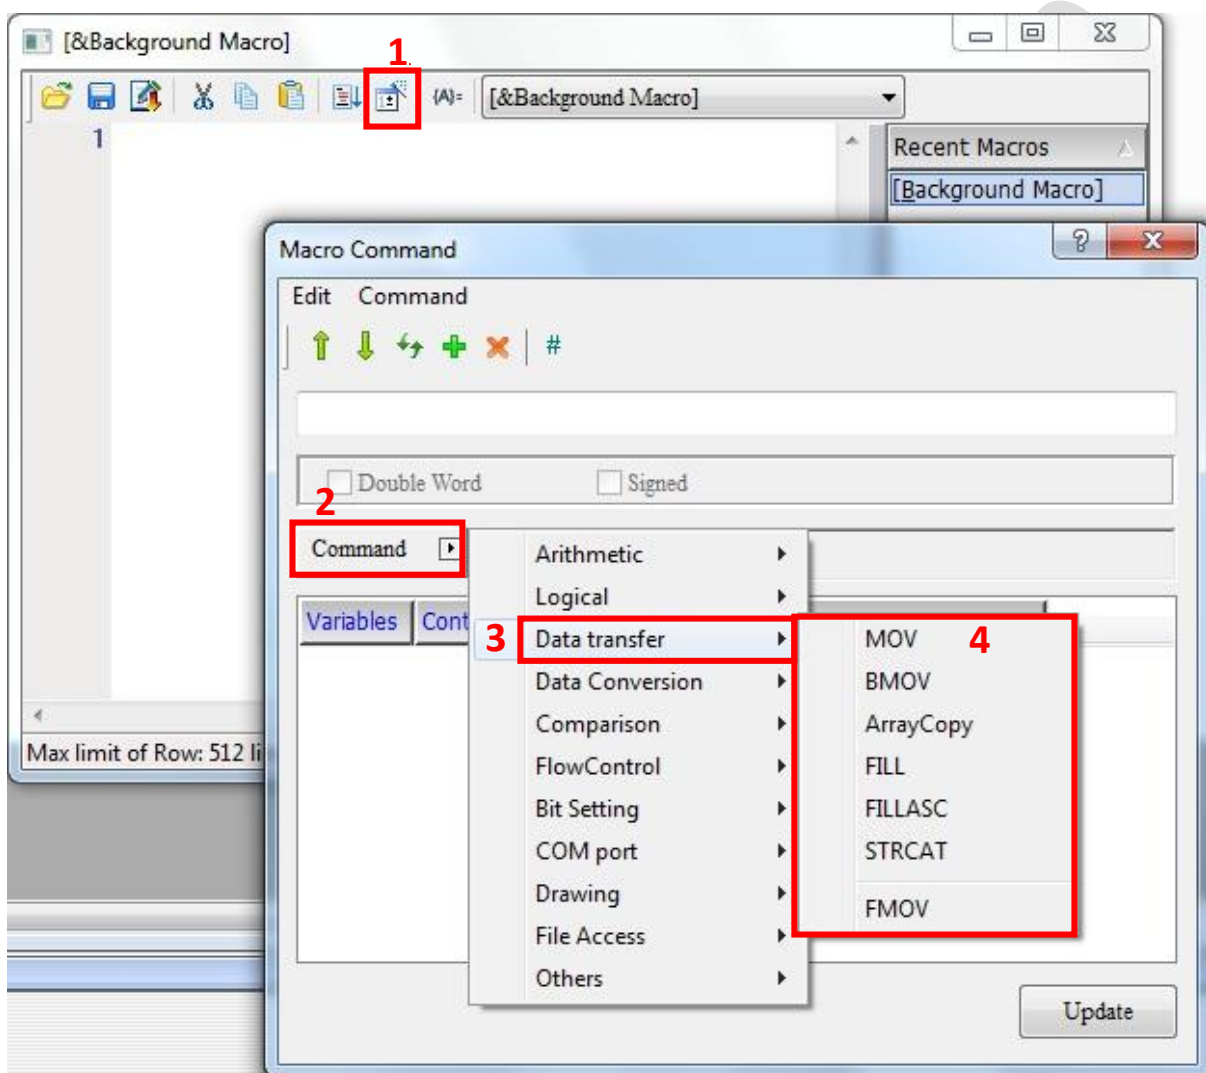 [&Background Macro]
1.
{A}= [&Background Macro]
1
Recent Macros
[Background Macro]
Macro Command
Edit Command
#
Double Word Signed
2
Command
Arithmetic
Logical
Variables Cont
3 Data transfer
MOV 4
Data Conversion
BMOV
Comparison
ArrayCopy
FlowControl
FILL
Bit Setting
FILLASC
COM port
STRCAT
Drawing
FMOV
File Access
Others
Max limit of Row: 512 li
Update